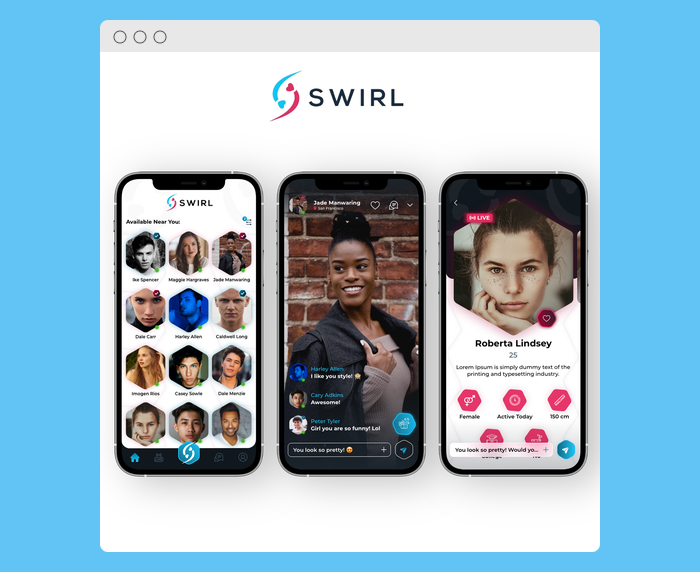 SWIRL
SWIRL
Available Near You:
Ike Spencer
Maggie Hargraves
Jade Manwaring
Dale Carr
Harley Allen
Caldwell Long
Imogen Rios
Casey Sowle
Dale Menzie
Jade Manwaring
San Francisco
Harley Allen
I like you style! 🙈
Cary Adkins
Awesome!
Peter Tyler
Girl you are so funny! Lol
You look so pretty! 😍
LIVE
Roberta Lindsey
25
Lorem Ipsum is simply dummy text of the
printing and typesetting industry.
Female
Active Today
150 cm
You look so pretty! Would yo...